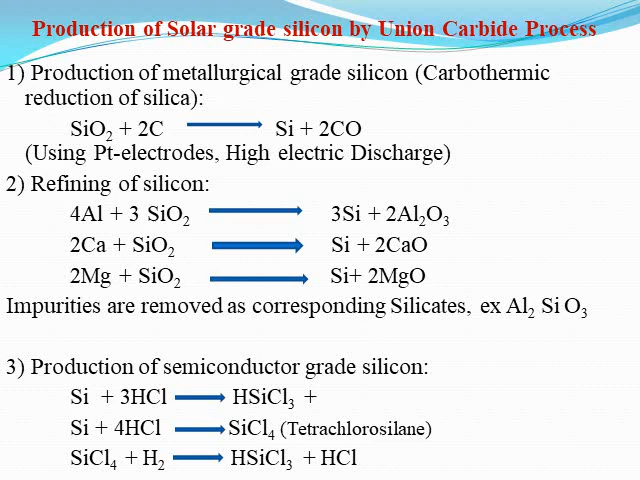 Production of Solar grade silicon by Union Carbide Process
1) Production of metallurgical grade silicon (Carbothermic
reduction of silica):
SiO₂ + 2C → Si + 2CO
(Using Pt-electrodes, High electric Discharge)
2) Refining of silicon:
4Al + 3 SiO₂ → 3Si + 2Al₂O₃
2Ca + SiO₂ → Si + 2CaO
2Mg + SiO₂ → Si+ 2MgO
Impurities are removed as corresponding Silicates, ex Al₂ Si O₃
3) Production of semiconductor grade silicon:
Si + 3HCl → HSiCl₃ +
Si + 4HCl → SiCl₄ (Tetrachlorosilane)
SiCl₄ + H₂ → HSiCl₃ + HCl